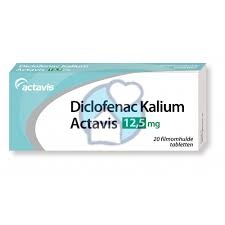 actavis
Diclofenac Kalium
Actavis 12,5 mg
20 filmomhulde
tabletten